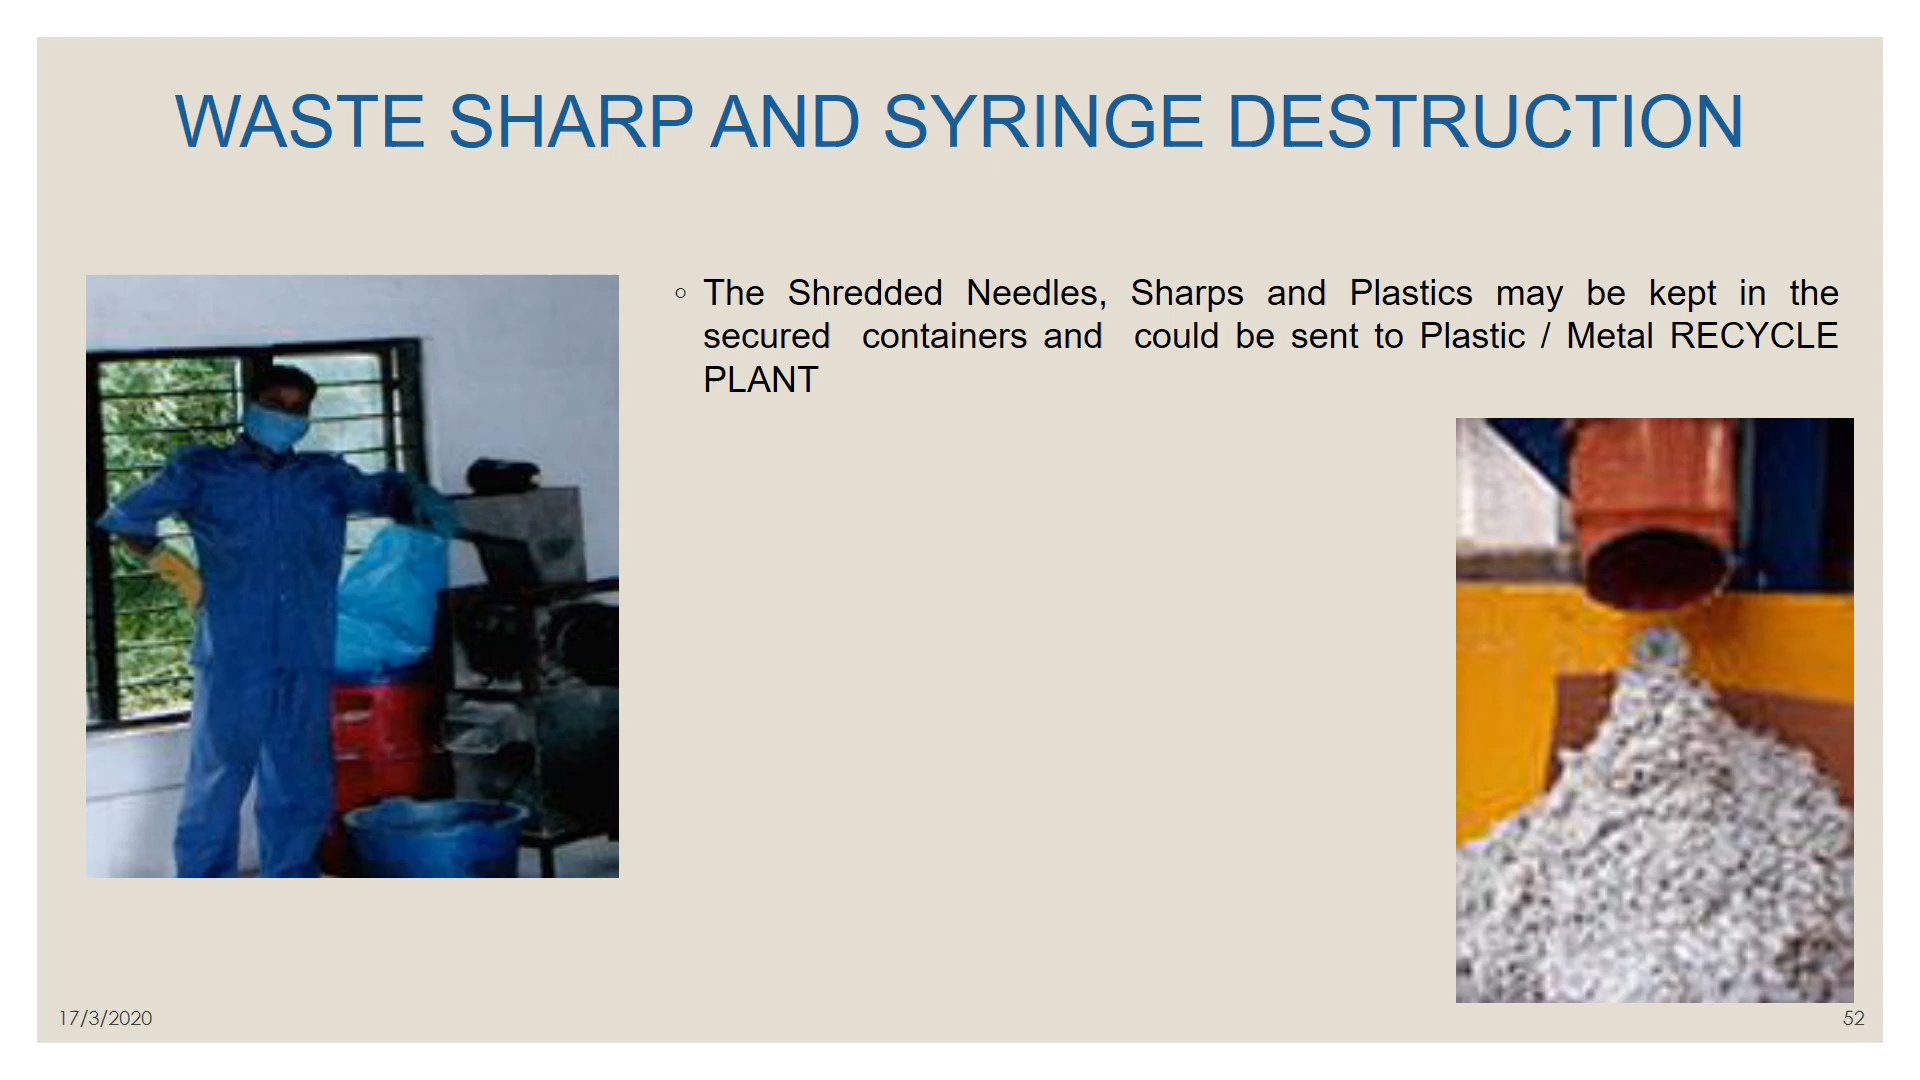 WASTE SHARP AND SYRINGE DESTRUCTION
◦ The Shredded Needles, Sharps and Plastics may be kept in the
secured containers and could be sent to Plastic / Metal RECYCLE
PLANT
17/3/2020
52